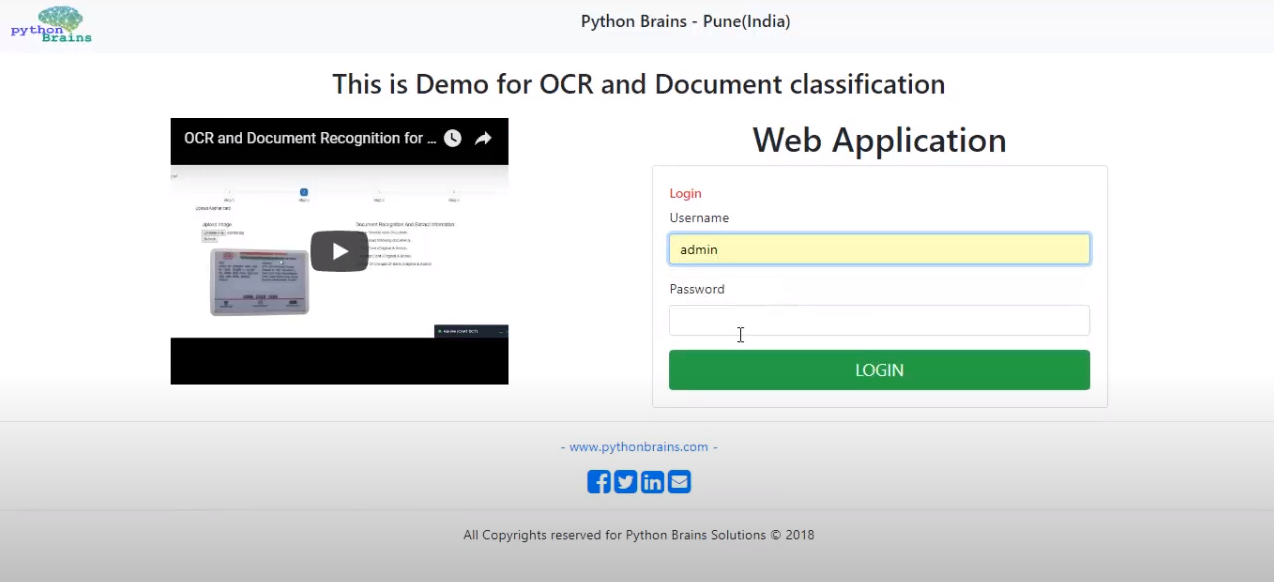 python
Brains
Python Brains - Pune(India)
This is Demo for OCR and Document classification
OCR and Document Recognition for ...
Upload Image
Document Recognition And Extract Information
Web Application
Login
Username
admin
Password
LOGIN
- www.pythonbrains.com -
All Copyrights reserved for Python Brains Solutions © 2018